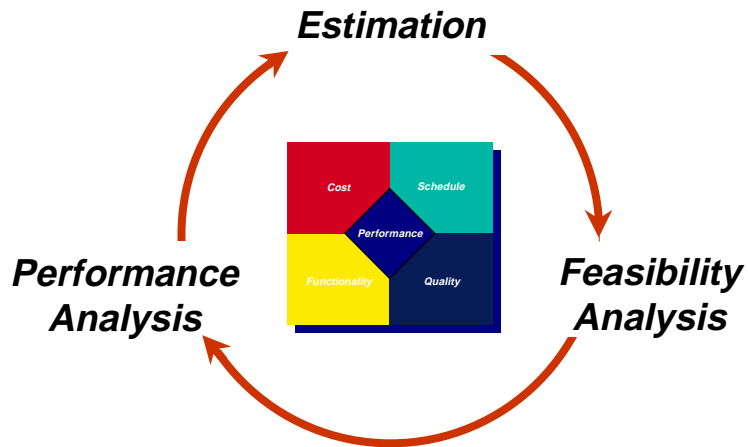 Estimation
Cost
Schedule
Performance
Functionality
Quality
Performance
Analysis
Feasibility
Analysis